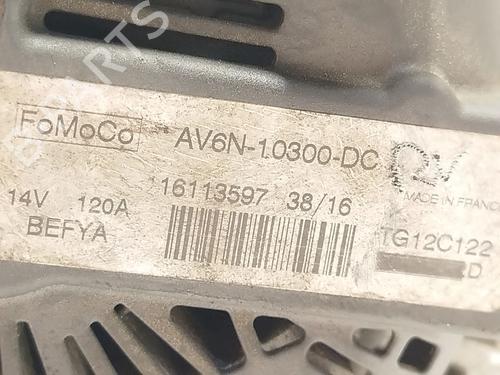 FoMoCo AV6N-10300-DC
MADE IN FRANCE
16113597 38/16
14V 120A
BEFYA
TG12C122
D